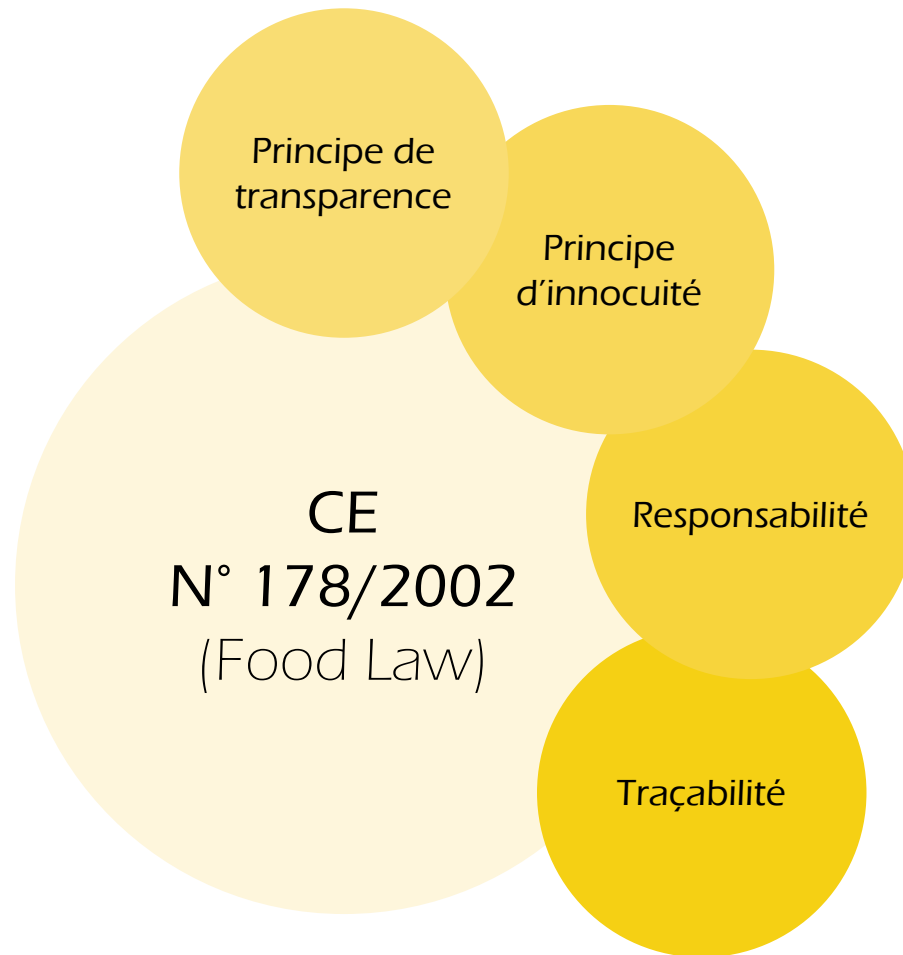 Principe de
transparence
Principe
d'innocuité
Responsabilité
CE
N° 178/2002
(Food Law)
Traçabilité